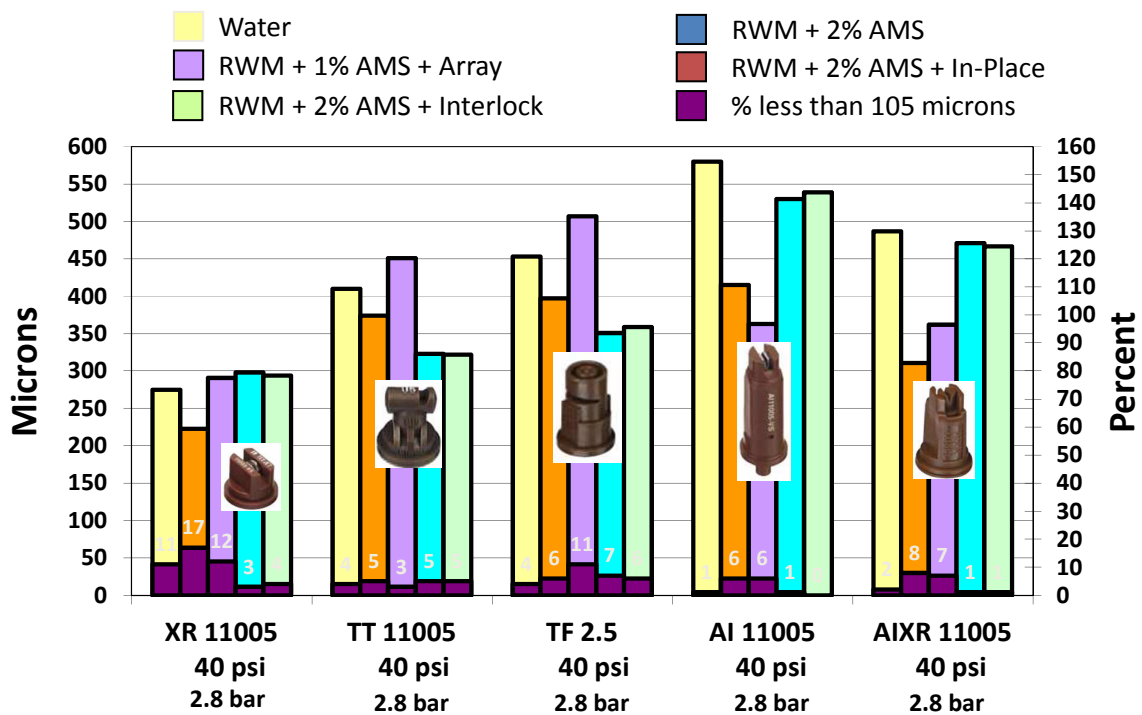 Water
RWM + 2% AMS
RWM + 1% AMS + Array
RWM + 2% AMS + In-Place
RWM + 2% AMS + Interlock
% less than 105 microns
600
550
500
450
400
350
300
250
200
150
100
50
0
Microns
160
150
140
130
120
110
100
90
80
70
60
50
40
30
20
10
0
Percent
11 17 12 3
4 5 3 5
4 6 11 7
1 6 6 1
2 8 7 1
XR 11005 TT 11005 TF 2.5 AI 11005 AIXR 11005
40 psi 40 psi 40 psi 40 psi 40 psi
2.8 bar 2.8 bar 2.8 bar 2.8 bar 2.8 bar